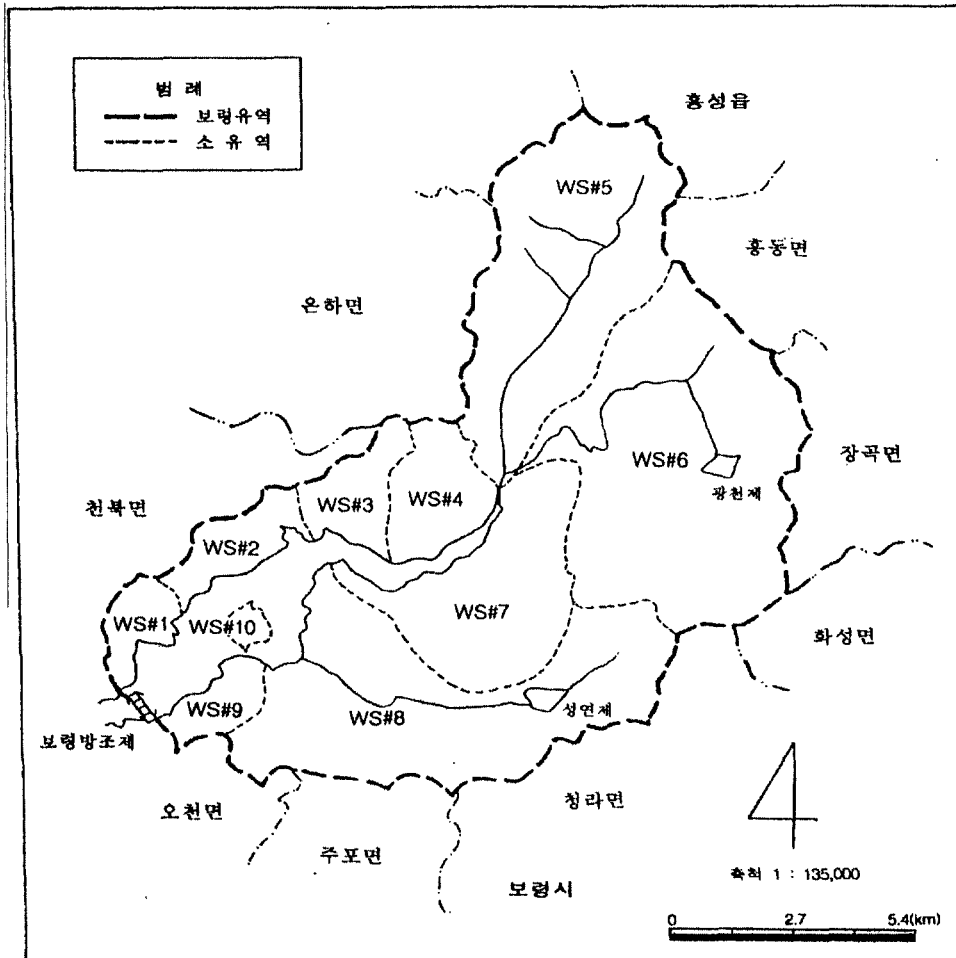 범 례
보령유역
소 유 역
홍성읍
WS#5
홍동면
은하면
WS#6
장곡면
광천제
WS#3
WS#4
천북면
WS#2
WS#1
WS#10
WS#7
화성면
WS#9
WS#8
성연제
보령방조제
오천면
청라면
주포면
보령시
축척 1 : 135,000
0 2.7 5.4(km)